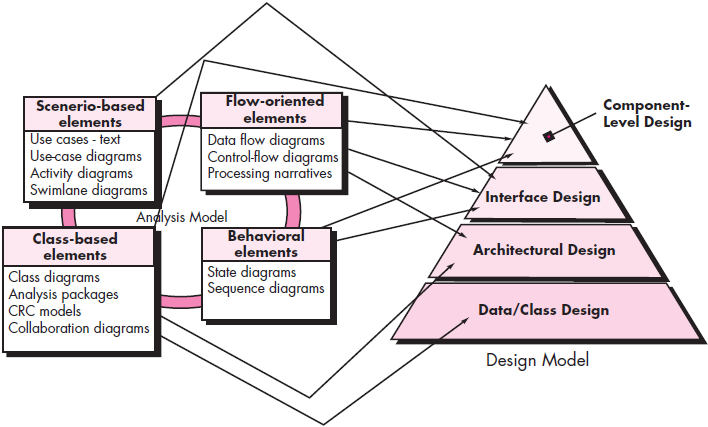 Scenerio-based
elements
Use cases - text
Use-case diagrams
Activity diagrams
Swimlane diagrams
Flow-oriented
elements
Data flow diagrams
Control-flow diagrams
Processing narratives
Analysis Model
Class-based
elements
Class diagrams
Analysis packages
CRC models
Collaboration diagrams
Behavioral
elements
State diagrams
Sequence diagrams
Component-
Level Design
Interface Design
Architectural Design
Data/Class Design
Design Model